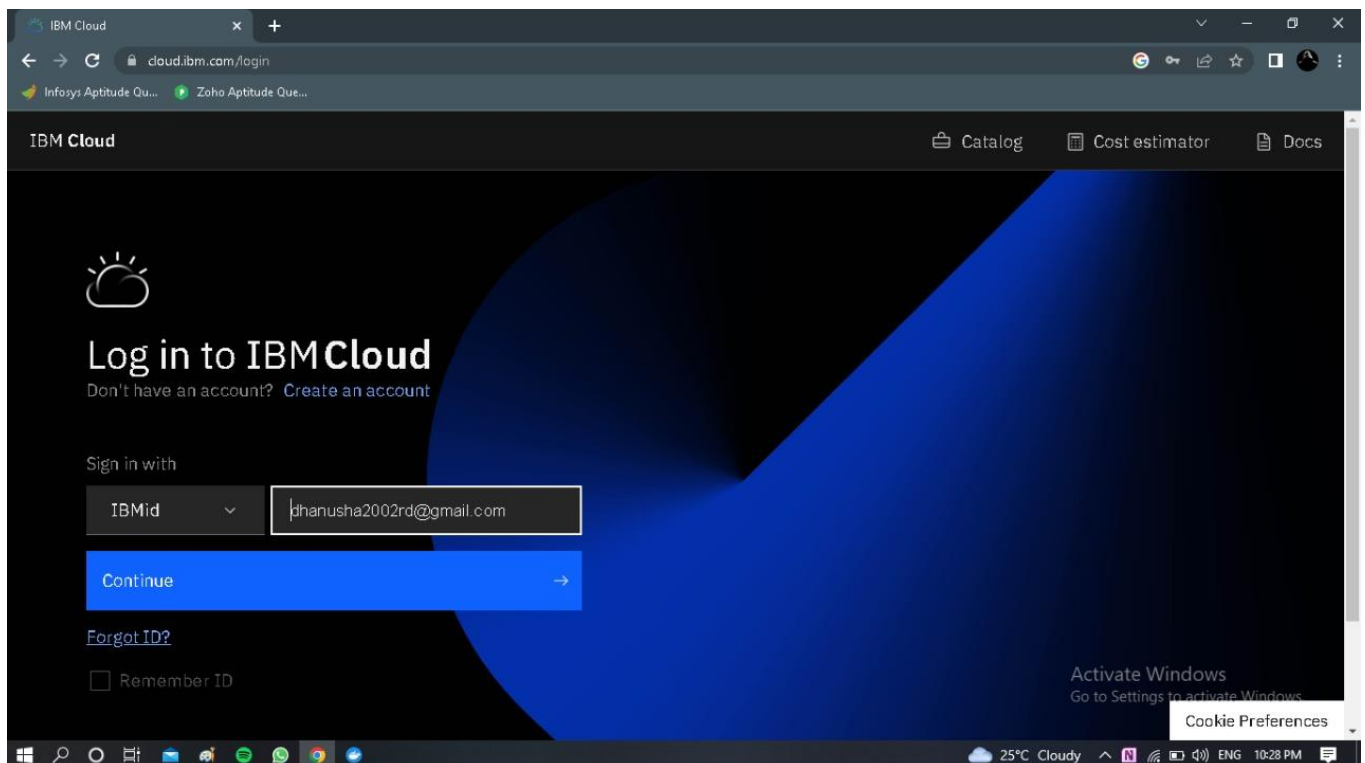 IBM Cloud
cloud.ibm.com/login
Infosys Aptitude Qu... Zoho Aptitude Que...
IBM Cloud Catalog Cost estimator Docs
Log in to IBM Cloud
Don't have an account? Create an account
Sign in with
IBMid dhanusha2002rd@gmail.com
Continue
Forgot ID?
Remember ID
Activate Windows
Go to Settings to activate Windows.
Cookie Preferences
25°C Cloudy ENG 10:28 PM